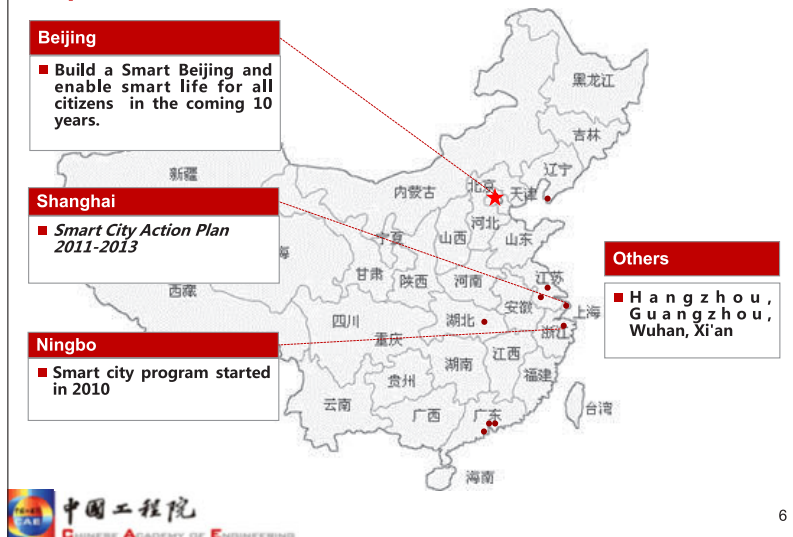 Beijing
■ Build a Smart Beijing and
enable smart life for all
citizens in the coming 10
years.
黑龙江
吉林
辽宁
新疆
内蒙古
北京
天津
Shanghai
■ Smart City Action Plan
2011-2013
河北
宁夏
山西
山东
Others
■ Hangzhou,
Guangzhou,
Wuhan, Xi'an
甘肃
陕西
河南
江苏
西藏
安徽
上海
四川
湖北
浙江
重庆
Ningbo
■ Smart city program started
in 2010
江西
湖南
贵州
福建
云南
广西
广东
台湾
海南
CAE
中国工程院
CHINESE ACADEMY OF ENGINEERING
6